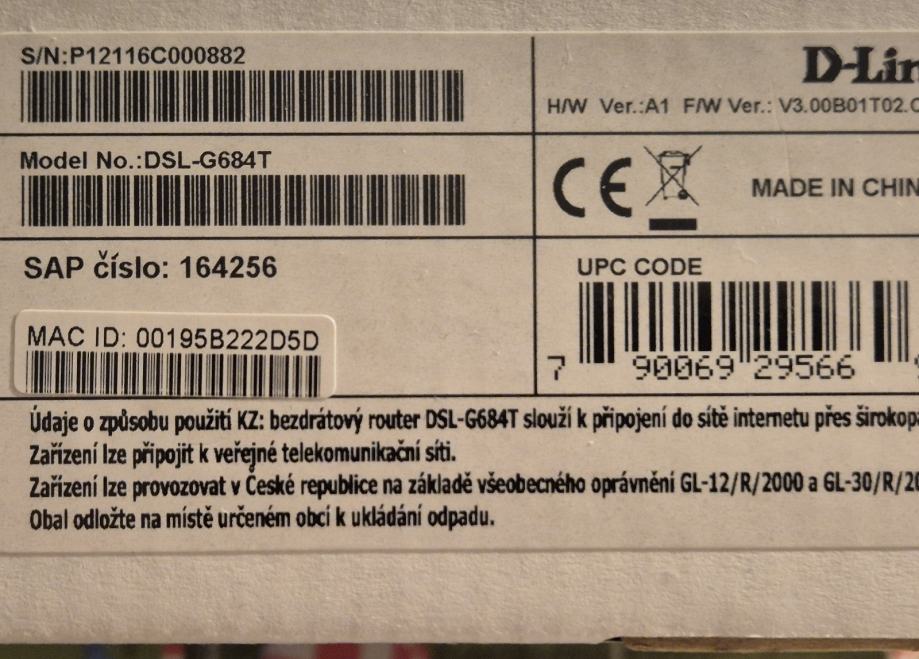 S/N:P12116C000882
D-Lin
H/W Ver.:A1 F/W Ver.: V3.00B01T02.
Model No.:DSL-G684T
CE
MADE IN CHIN
SAP číslo: 164256
UPC CODE
MAC ID: 00195B222D5D
7 90069 29566
Údaje o způsobu použití KZ: bezdrátový router DSL-G684T slouží k připojení do sítě internetu přes širokopa
Zařízení lze připojit k veřejné telekomunikační síti.
Zařízení lze provozovat v České republice na základě všeobecného oprávnění GL-12/R/2000 a GL-30/R/20
Obal odložte na místě určeném obcí k ukládání odpadu.